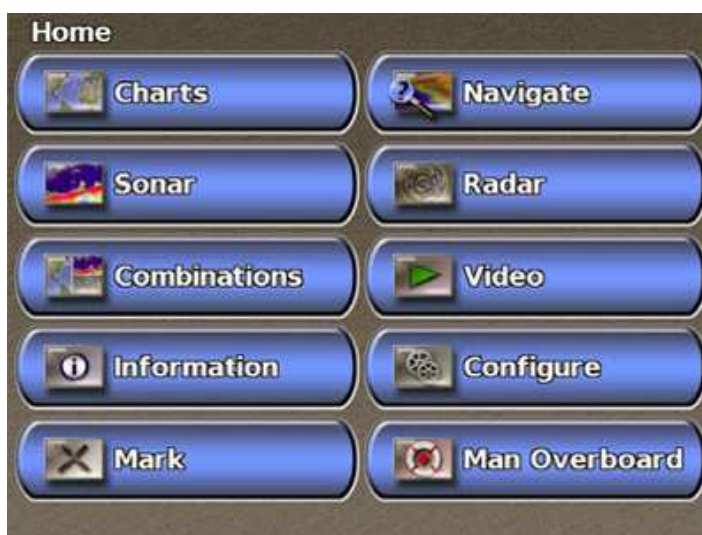 Home
Charts
Navigate
Sonar
Radar
Combinations
Video
Information
Configure
Mark
Man Overboard